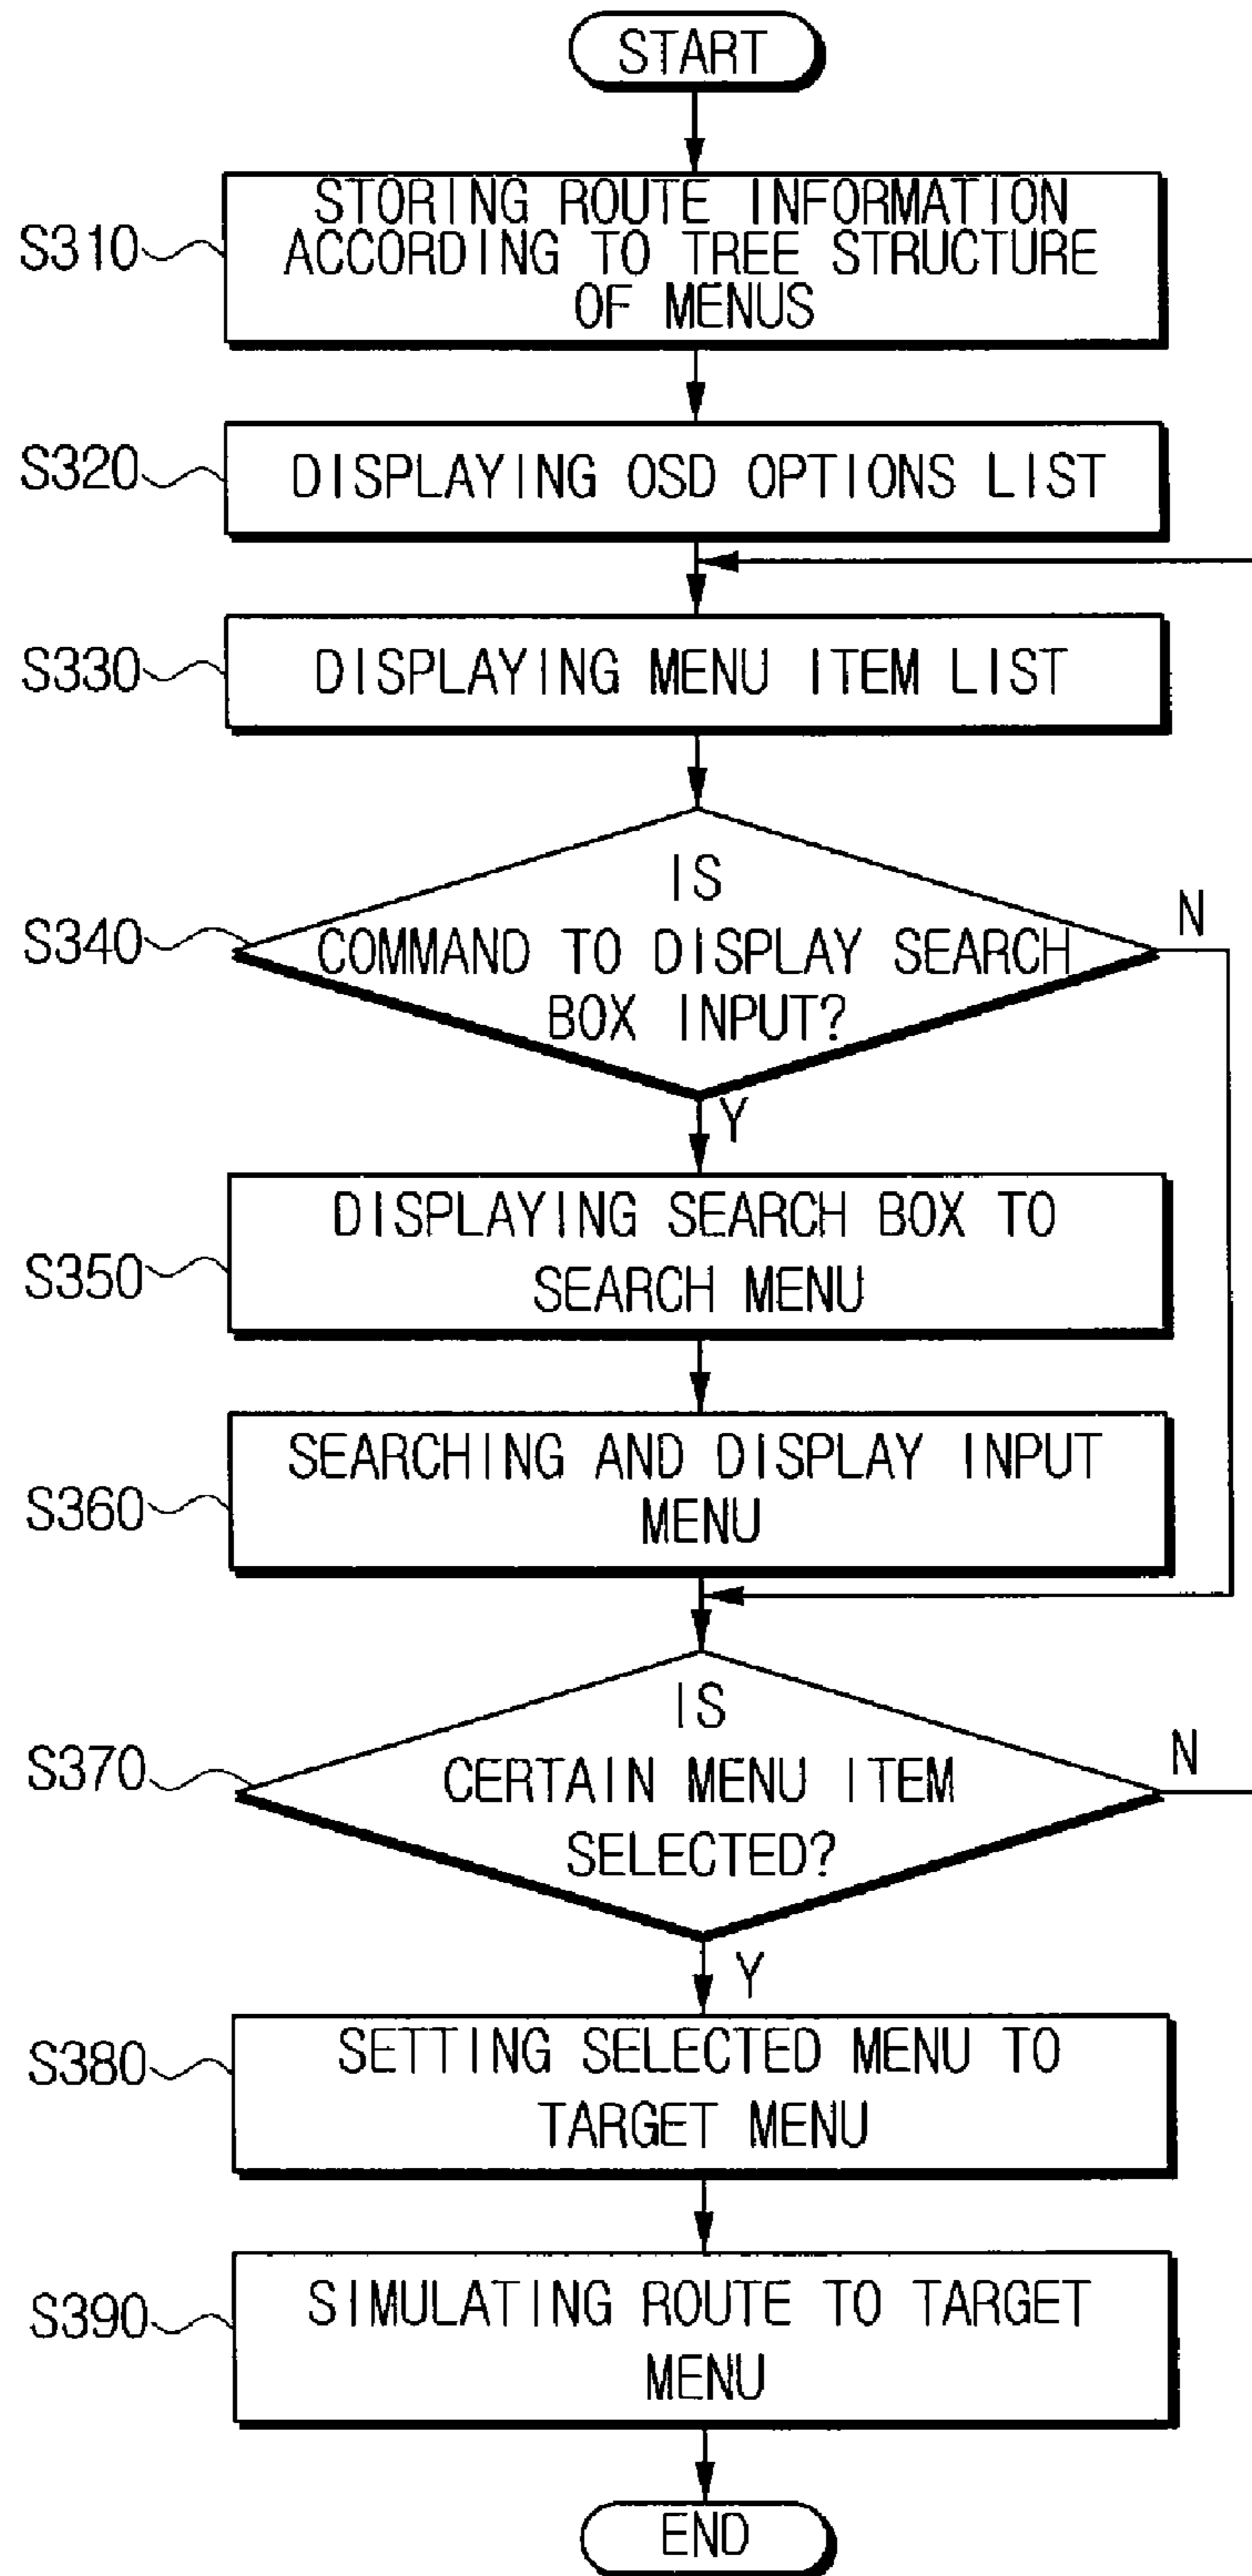 START
S310
STORING ROUTE INFORMATION
ACCORDING TO TREE STRUCTURE
OF MENUS
S320
DISPLAYING OSD OPTIONS LIST
S330
DISPLAYING MENU ITEM LIST
S340
IS
COMMAND TO DISPLAY SEARCH
BOX INPUT?
N
Y
S350
DISPLAYING SEARCH BOX TO
SEARCH MENU
S360
SEARCHING AND DISPLAY INPUT
MENU
S370
IS
CERTAIN MENU ITEM
SELECTED?
N
Y
S380
SETTING SELECTED MENU TO
TARGET MENU
S390
SIMULATING ROUTE TO TARGET
MENU
END